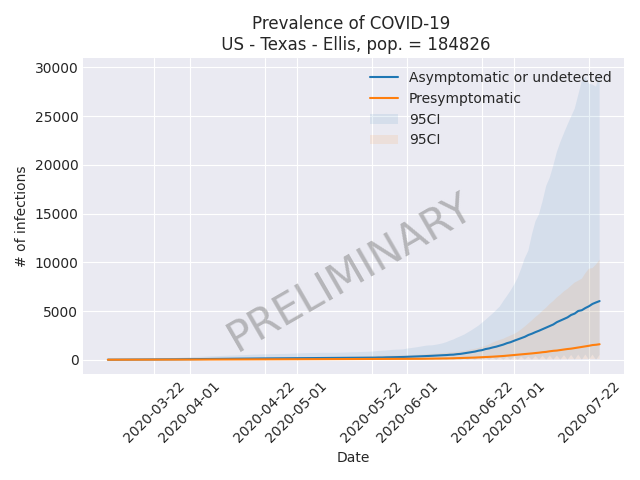 Prevalence of COVID-19
US - Texas - Ellis, pop. = 184826
30000
25000
20000
15000
10000
5000
0
# of infections
Asymptomatic or undetected
Presymptomatic
95CI
95CI
PRELIMINARY
2020-03-22
2020-04-01
2020-04-22
2020-05-01
2020-05-22
2020-06-01
2020-06-22
2020-07-01
2020-07-22
Date